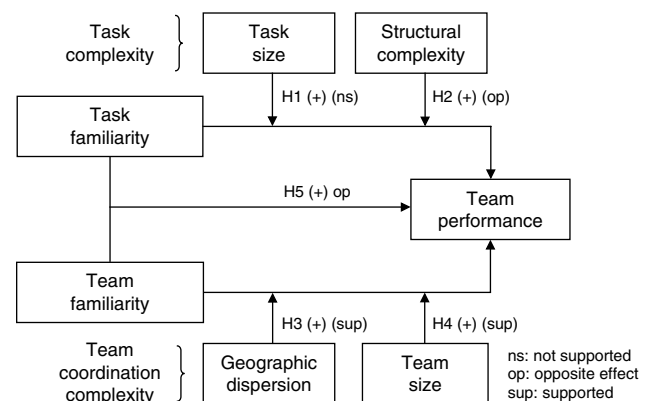 Task
complexity
Task
size
Structural
complexity
H1 (+) (ns)
H2 (+) (op)
Task
familiarity
H5 (+) op
Team
performance
Team
familiarity
H3 (+) (sup)
H4 (+) (sup)
Team
coordination
complexity
Geographic
dispersion
Team
size
ns: not supported
op: opposite effect
sup: supported